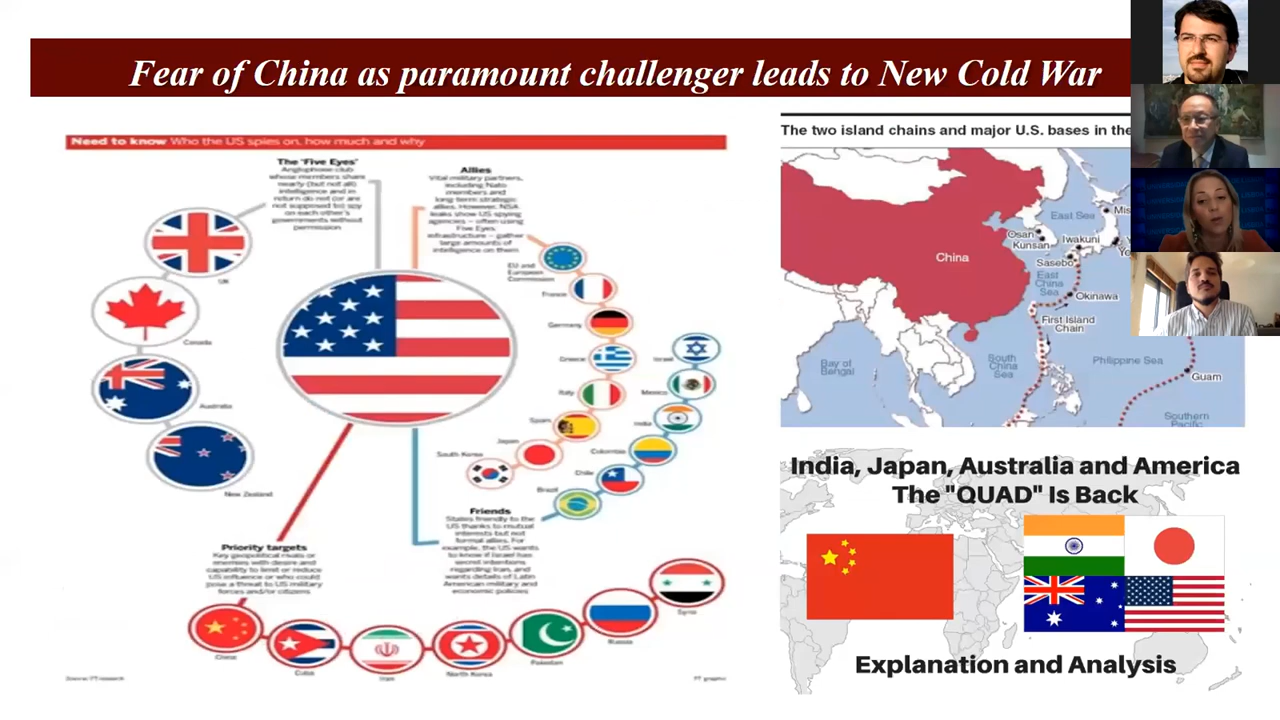 Fear of China as paramount challenger leads to New Cold War
Need to know Who the US spies on, how much and why
The 'Five Eyes'
Anglophone club
whose members share
nearly (but not all)
intelligence and in
return do not (or are
not supposed to) spy
on each other's
governments without
permission
Allies
Vital military partners,
including Nato
members and
long-term strategic
allies. However, NSA
leaks show US spying
agencies – often using
Five Eyes
infrastructure – gather
large amounts of
intelligence on them
UK
Canada
Australia
New Zealand
EU and
European
Commission
France
Germany
Greece
Italy
Spain
Japan
South Korea
Israel
Mexico
India
Colombia
Chile
Brazil
Friends
States friendly to the
US thanks to mutual
interests but not
formal allies. For
example, the US wants
to know if Israel has
secret intentions
regarding Iran, and
wants details of Latin
American military and
economic policies
Priority targets
Key geopolitical rivals or
enemies with desire and
capability to limit or reduce
US influence or who could
pose a threat to US military
forces and/or citizens
China
Cuba
Iran
North Korea
Pakistan
Russia
Syria
Source: FT research
FT graphic
The two island chains and major U.S. bases in the
China
East Sea
Mis
Osan
Kunsan
Iwakuni
Yo
Sasebo
East
China
Sea
Okinawa
First Island
Chain
Bay of
Bengal
South
China
Sea
Philippine Sea
Guam
Southern
Pacific
India, Japan, Australia and America
The "QUAD" Is Back
Explanation and Analysis